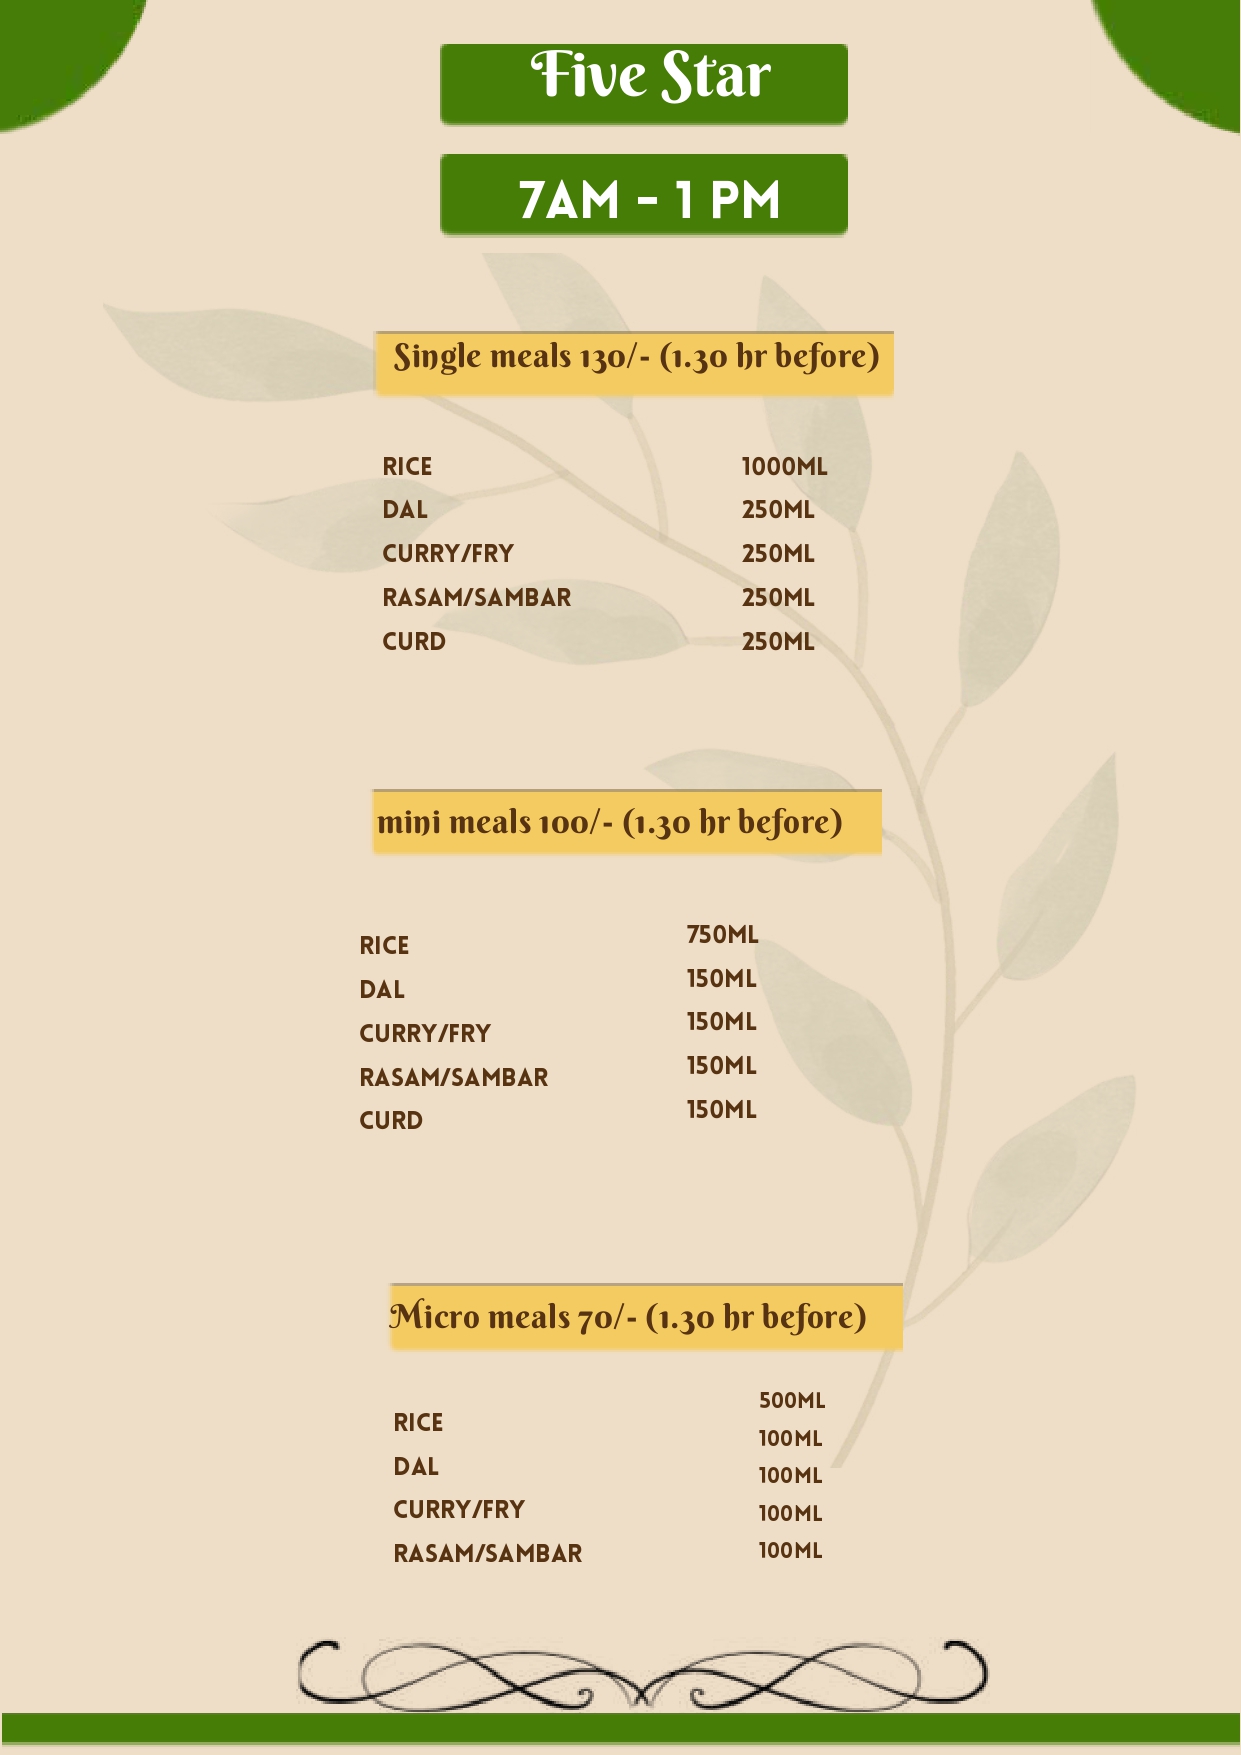 Five Star
7AM - 1 PM
Single meals 130/- (1.30 hr before)
RICE 1000ML
DAL 250ML
CURRY/FRY 250ML
RASAM/SAMBAR 250ML
CURD 250ML
mini meals 100/- (1.30 hr before)
RICE 750ML
DAL 150ML
CURRY/FRY 150ML
RASAM/SAMBAR 150ML
CURD 150ML
Micro meals 70/- (1.30 hr before)
500ML
RICE 100ML
DAL 100ML
CURRY/FRY 100ML
RASAM/SAMBAR 100ML